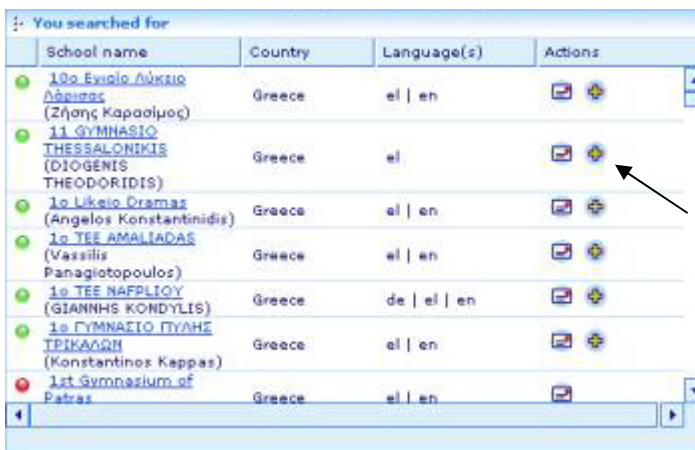 You searched for
School name Country Language(s) Actions
10ο Ενιαίο Λύκειο
Λάρισας
(Ζήσης Καρασίμος)
Greece el | en
11 GYMNASIO
THESSALONIKIS
(DIOGENIS
THEODORIDIS)
Greece el
1o Likeio Dramas
(Angelos Konstantinidis)
Greece el | en
1o TEE AMALIADAS
(Vassilis
Panagiotopoulos)
Greece el | en
1o TEE NAFPLIOY
(GIANNHS KONDYLIS)
Greece de | el | en
1ο ΓΥΜΝΑΣΙΟ ΠΥΛΗΣ
ΤΡΙΚΑΛΩΝ
(Konstantinos Kappas)
Greece el | en
1st Gymnasium of
Patras
Greece el | en